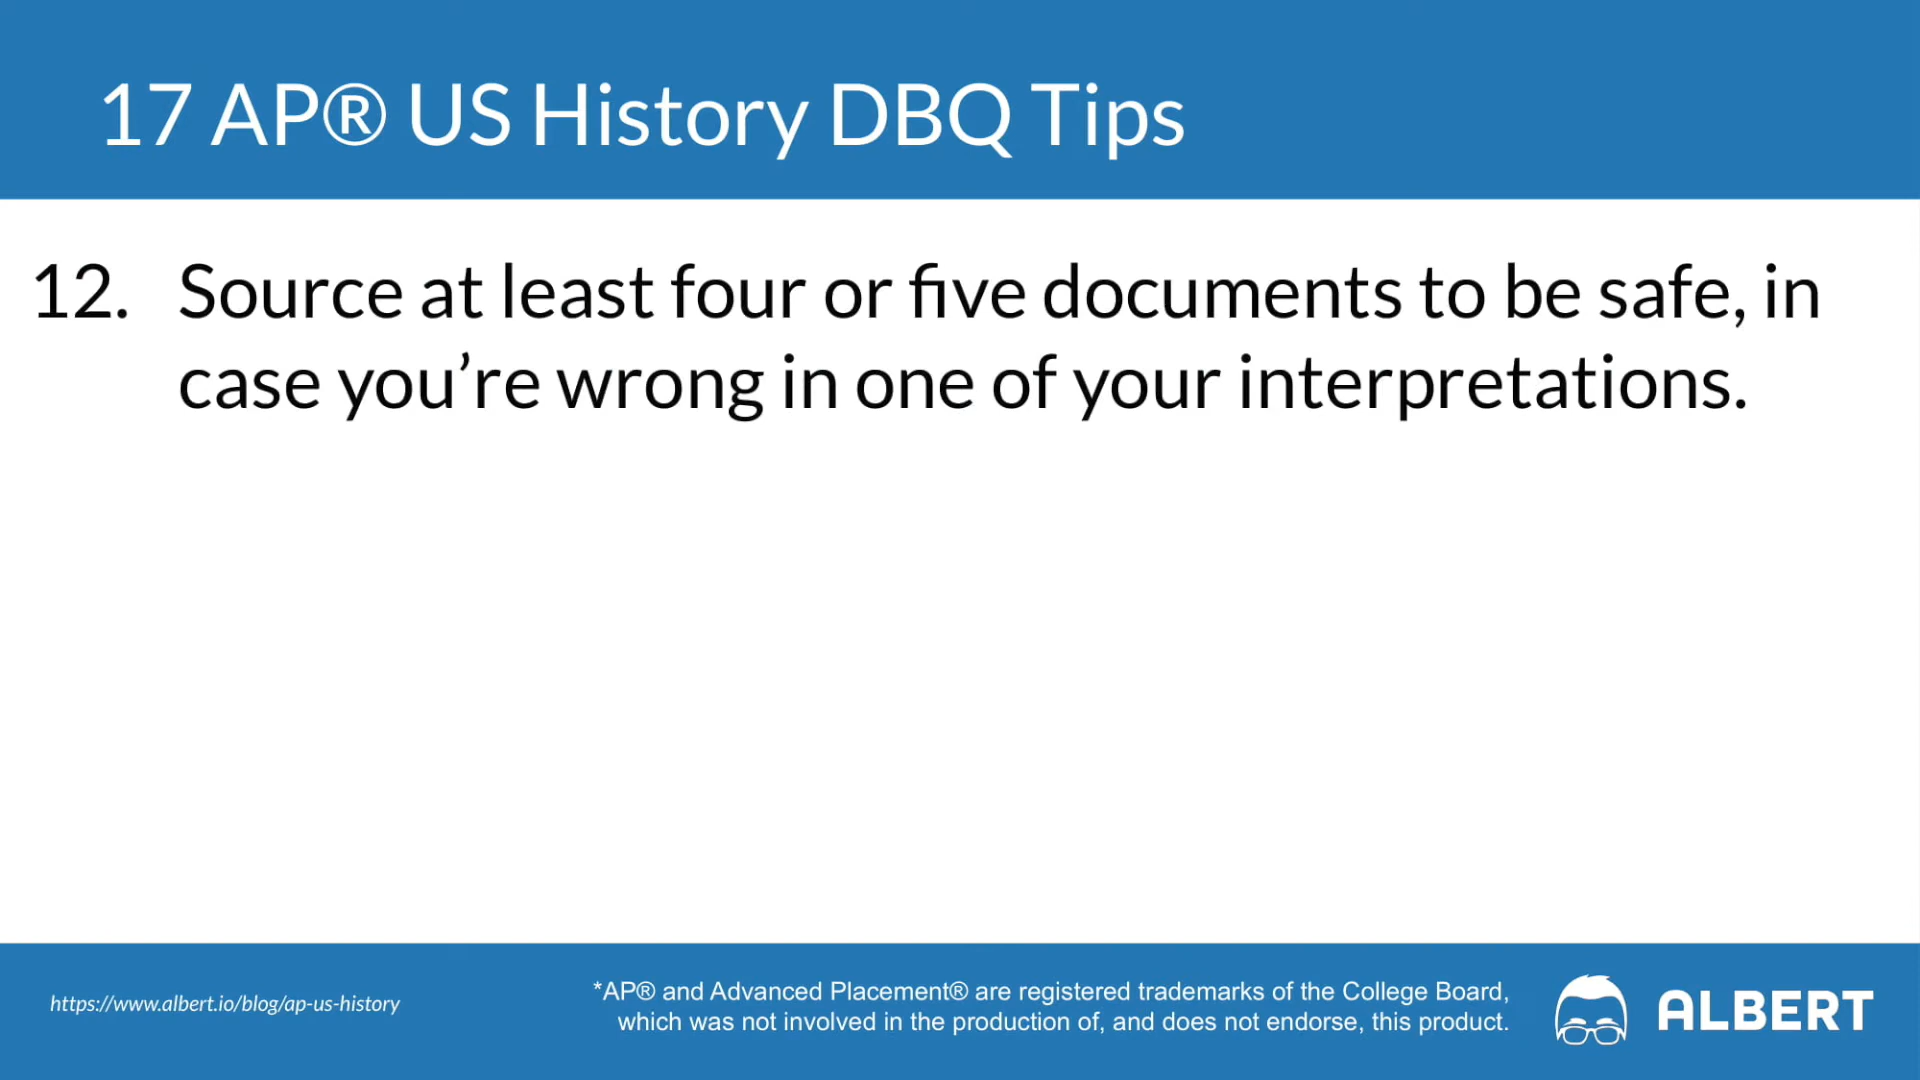 17 AP® US History DBQ Tips
12. Source at least four or five documents to be safe, in
case you’re wrong in one of your interpretations.
https://www.albert.io/blog/ap-us-history
*AP® and Advanced Placement® are registered trademarks of the College Board,
which was not involved in the production of, and does not endorse, this product.
ALBERT